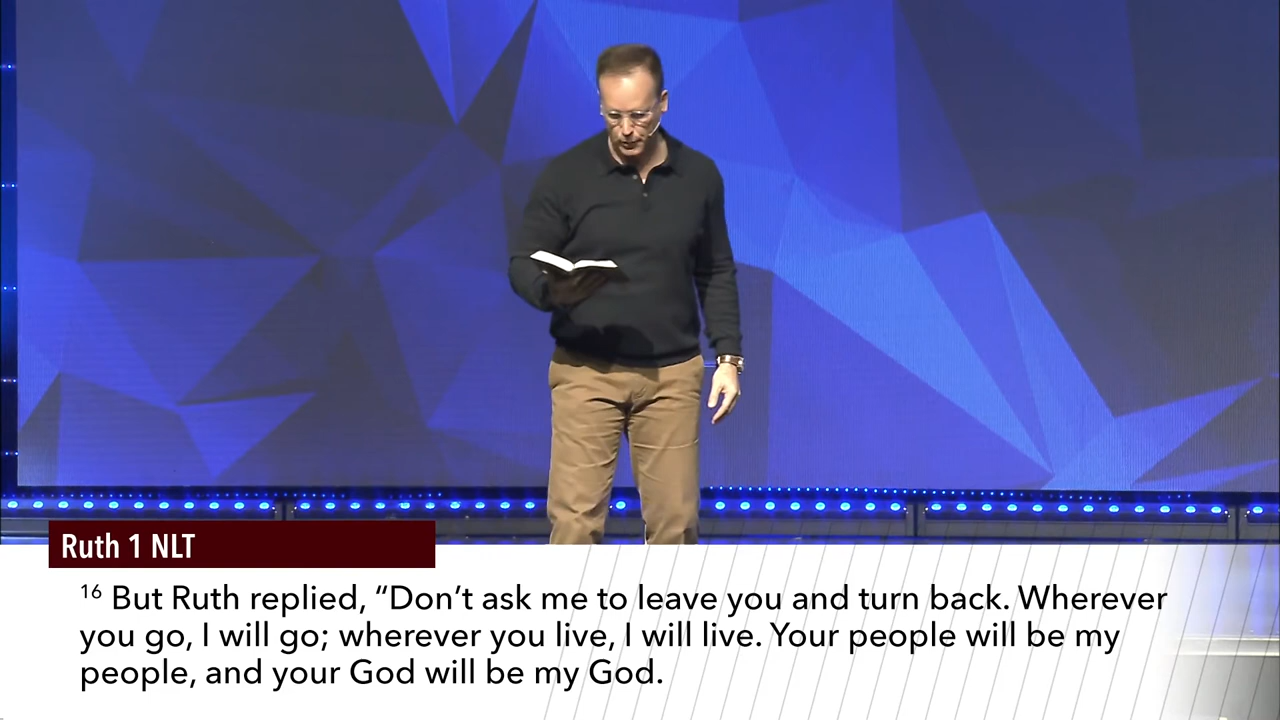 Ruth 1 NLT
16 But Ruth replied, “Don’t ask me to leave you and turn back. Wherever
you go, I will go; wherever you live, I will live. Your people will be my
people, and your God will be my God.